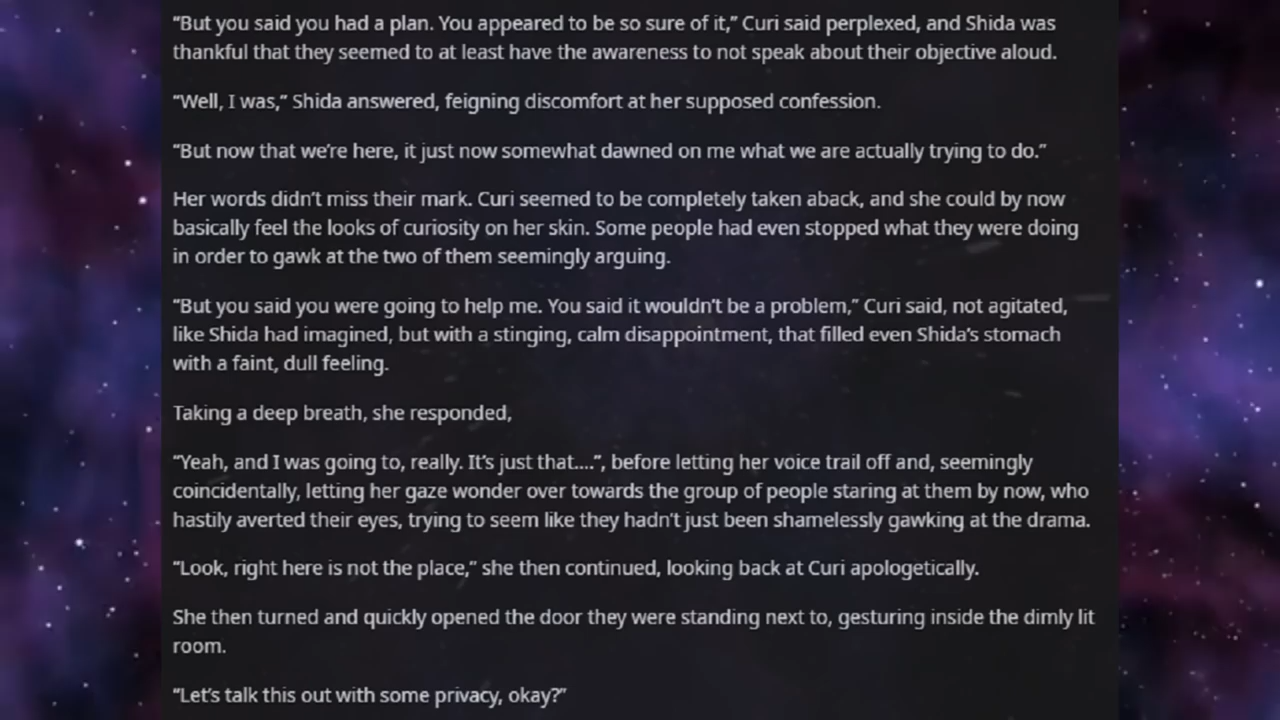 “But you said you had a plan. You appeared to be so sure of it,” Curi said perplexed, and Shida was
thankful that they seemed to at least have the awareness to not speak about their objective aloud.
“Well, I was,” Shida answered, feigning discomfort at her supposed confession.
“But now that we’re here, it just now somewhat dawned on me what we are actually trying to do.”
Her words didn’t miss their mark. Curi seemed to be completely taken aback, and she could by now
basically feel the looks of curiosity on her skin. Some people had even stopped what they were doing
in order to gawk at the two of them seemingly arguing.
“But you said you were going to help me. You said it wouldn’t be a problem,” Curi said, not agitated,
like Shida had imagined, but with a stinging, calm disappointment, that filled even Shida’s stomach
with a faint, dull feeling.
Taking a deep breath, she responded,
“Yeah, and I was going to, really. It’s just that....”, before letting her voice trail off and, seemingly
coincidentally, letting her gaze wonder over towards the group of people staring at them by now, who
hastily averted their eyes, trying to seem like they hadn’t just been shamelessly gawking at the drama.
“Look, right here is not the place,” she then continued, looking back at Curi apologetically.
She then turned and quickly opened the door they were standing next to, gesturing inside the dimly lit
room.
“Let’s talk this out with some privacy, okay?”